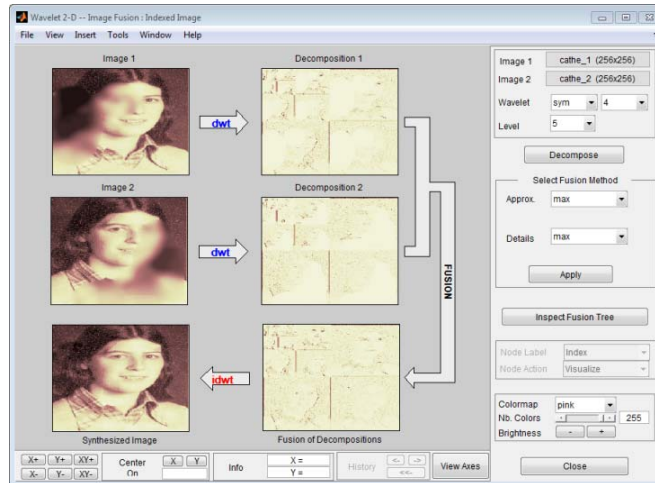 Wavelet 2-D -- Image Fusion : Indexed Image
File View Insert Tools Window Help
Image 1
Decomposition 1
dwt
Image 2
Decomposition 2
dwt
FUSION
idwt
Synthesized Image
Fusion of Decompositions
Image 1 cathe_1 (256x256)
Image 2 cathe_2 (256x256)
Wavelet sym 4
Level 5
Decompose
Select Fusion Method
Approx. max
Details max
Apply
Inspect Fusion Tree
Node Label Index
Node Action Visualize
Colormap pink
Nb. Colors 255
Brightness - +
X+ Y+ XY+
X- Y- XY-
Center On X Y
Info X =
Y =
History <- ->
<<-
View Axes
Close